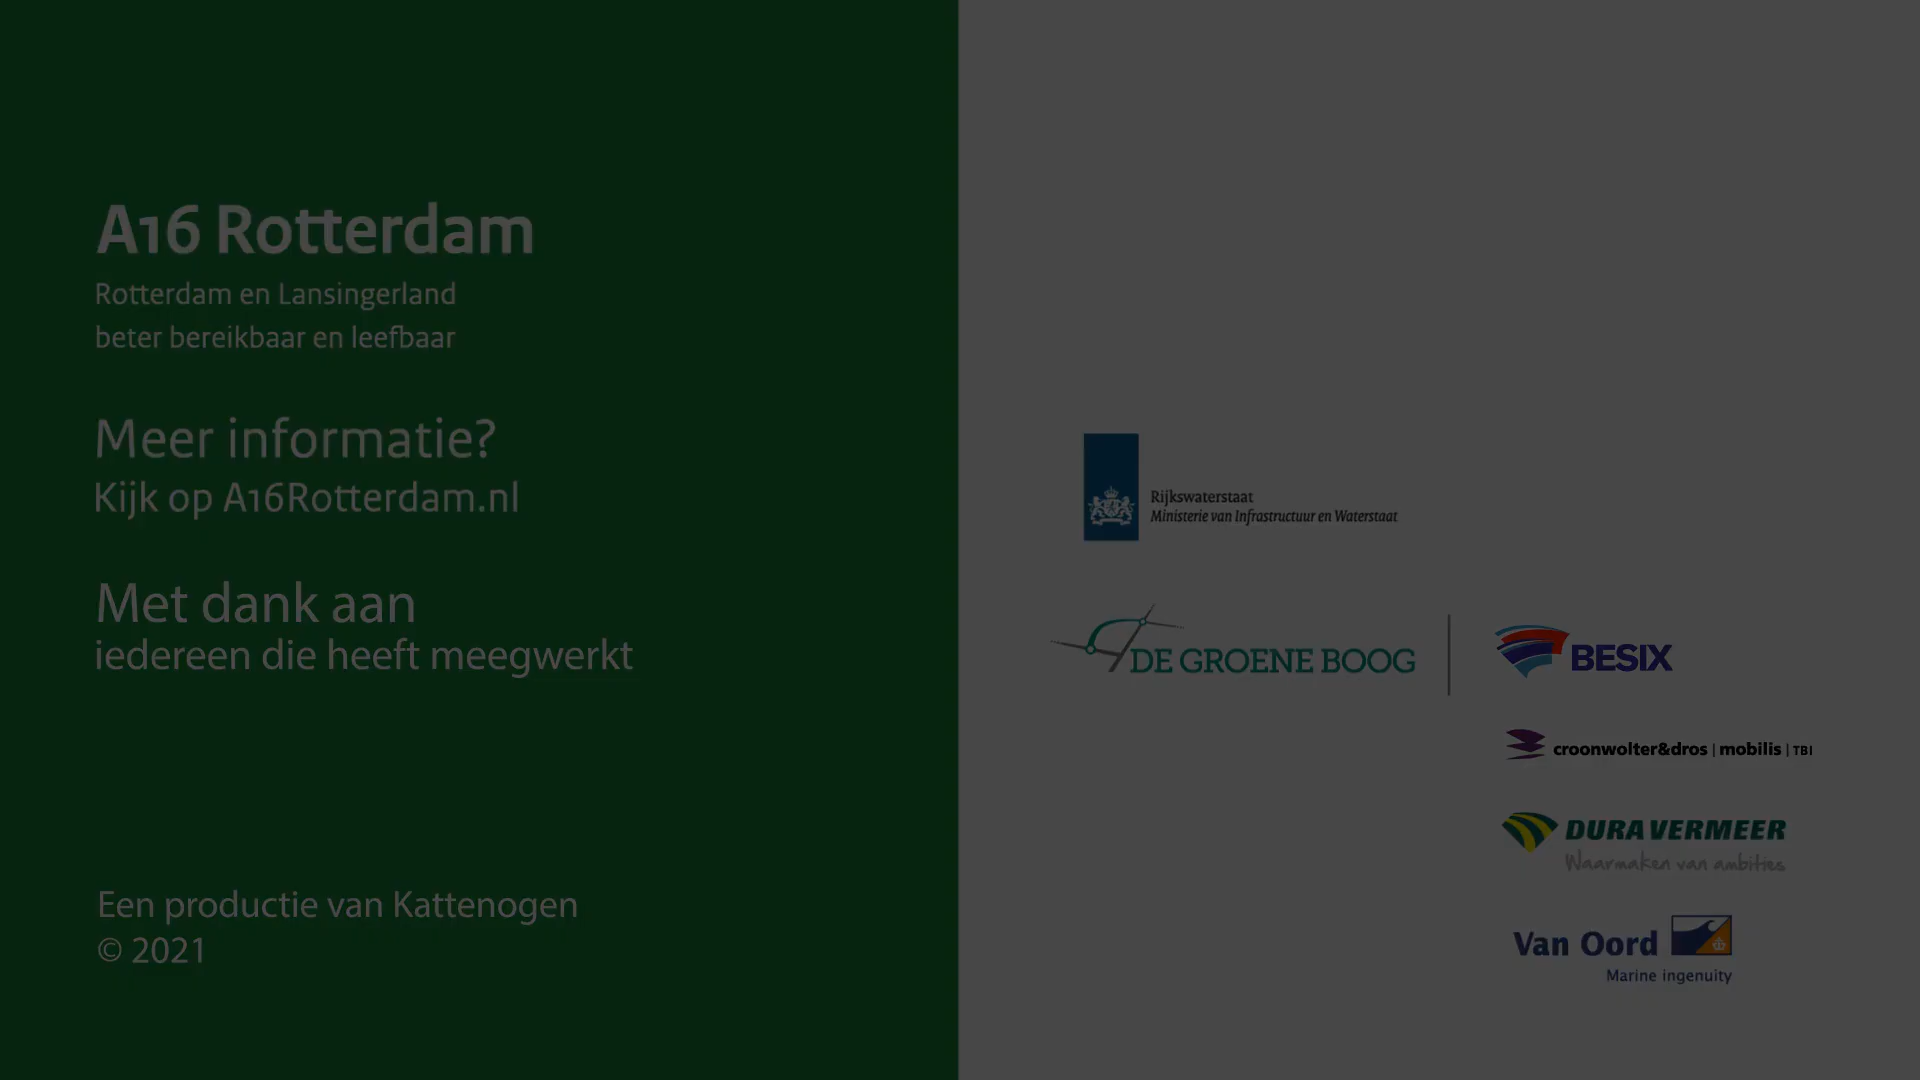 A16 Rotterdam
Rotterdam en Lansingerland
beter bereikbaar en leefbaar
Meer informatie?
Kijk op A16Rotterdam.nl
Met dank aan
iedereen die heeft meegwerkt
Een productie van Kattenogen
© 2021
Rijkswaterstaat
Ministerie van Infrastructuur en Waterstaat
DE GROENE BOOG
BESIX
croonwolter&dros | mobilis | TBI
DURA VERMEER
Waarmaken van ambities
Van Oord
Marine ingenuity